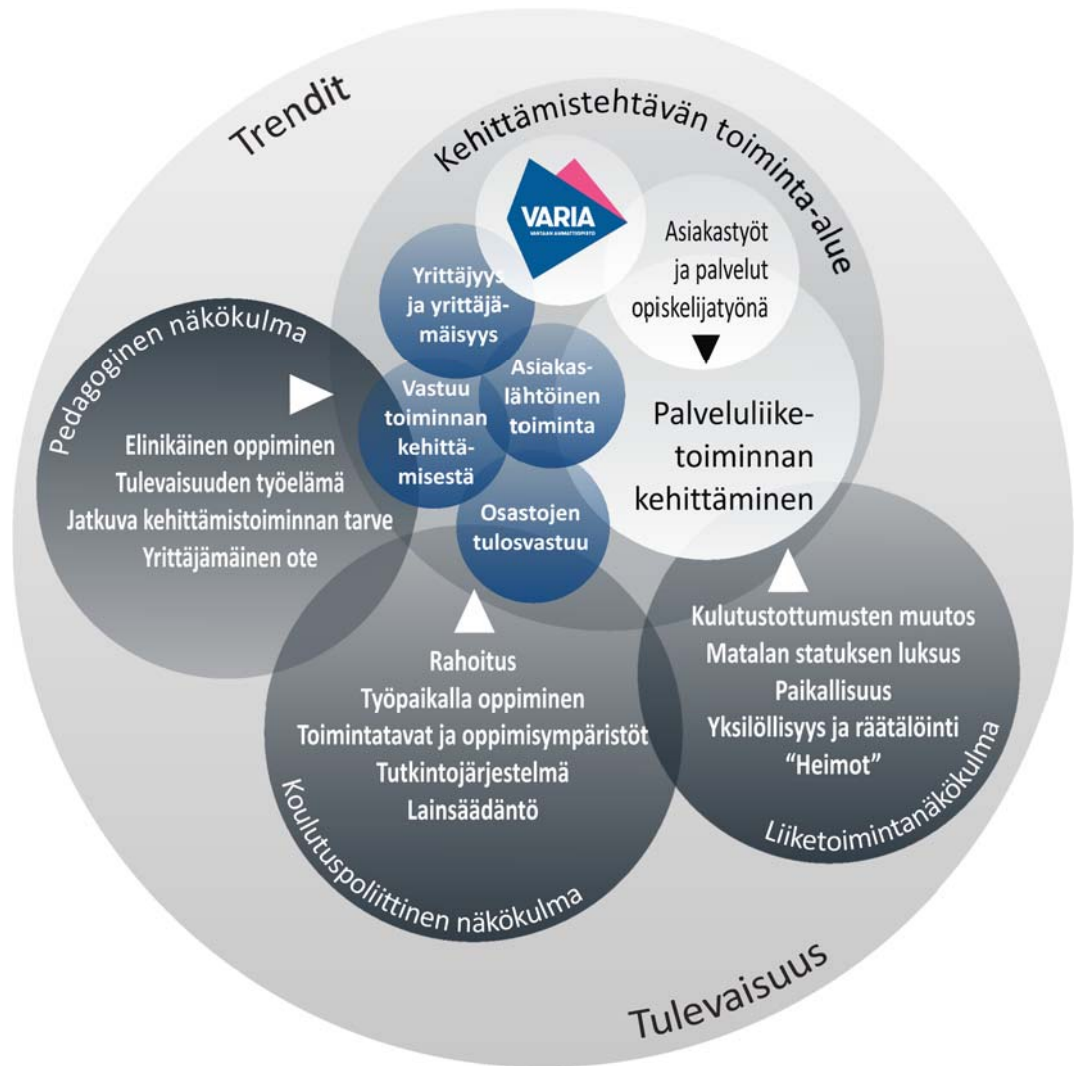 Trendit
Kehittämistehtävän toiminta-alue
VARIA
VANTAAN AMMATTIOPISTO
Asiakastyöt
ja palvelut
opiskelijatyönä
Yrittäjyys
ja yrittäjä-
mäisyys
Asiakas-
lähtöinen
toiminta
Vastuu
toiminnan
kehittä-
misestä
Osastojen
tulosvastuu
Palveluliike-
toiminnan
kehittäminen
Pedagoginen näkökulma
Elinikäinen oppiminen
Tulevaisuuden työelämä
Jatkuva kehittämistoiminnan tarve
Yrittäjämäinen ote
Rahoitus
Työpaikalla oppiminen
Toimintatavat ja oppimisympäristöt
Tutkintojärjestelmä
Lainsäädäntö
Koulutuspoliittinen näkökulma
Kulutustottumusten muutos
Matalan statuksen luksus
Paikallisuus
Yksilöllisyys ja räätälöinti
“Heimot”
Liiketoimintanäkökulma
Tulevaisuus